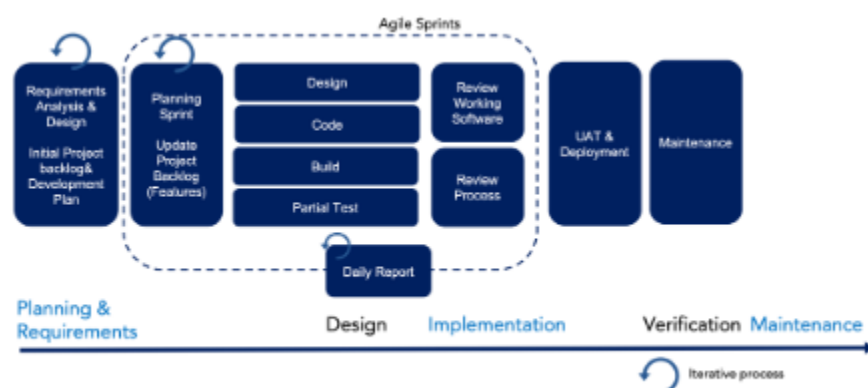 Agile Sprints
Requirements
Analysis &
Design
Initial Project
backlog&
Development
Plan
Planning
Sprint
Update
Project
Backlog
(Features)
Design
Code
Build
Partial Test
Review
Working
Software
Review
Process
UAT &
Deployment
Maintenance
Daily Report
Planning &
Requirements
Design
Implementation
Verification
Maintenance
Iterative process